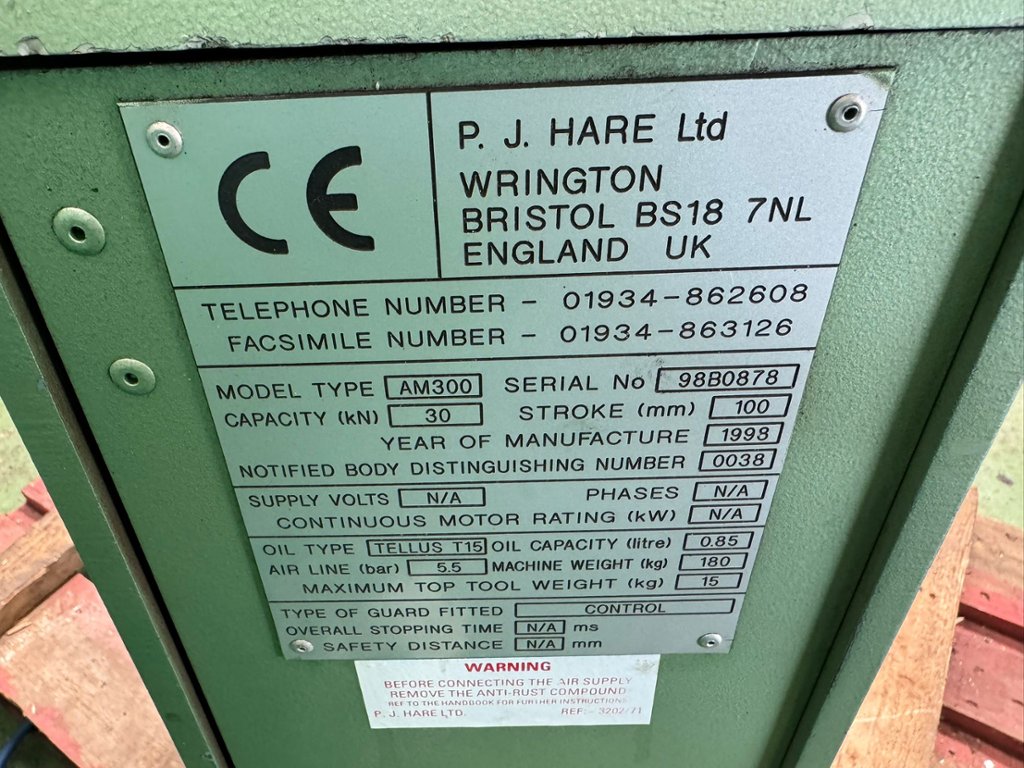 CE
P. J. HARE Ltd
WRINGTON
BRISTOL BS18 7NL
ENGLAND UK
TELEPHONE NUMBER - 01934-862608
FACSIMILE NUMBER - 01934-863126
MODEL TYPE AM300 SERIAL No 98B0878
CAPACITY (kN) 30 STROKE (mm) 100
YEAR OF MANUFACTURE 1998
NOTIFIED BODY DISTINGUISHING NUMBER 0038
SUPPLY VOLTS N/A PHASES N/A
CONTINUOUS MOTOR RATING (kW) N/A
OIL TYPE TELLUS T15 OIL CAPACITY (litre) 0.85
AIR LINE (bar) 5.5 MACHINE WEIGHT (kg) 180
MAXIMUM TOP TOOL WEIGHT (kg) 15
TYPE OF GUARD FITTED CONTROL
OVERALL STOPPING TIME N/A ms
SAFETY DISTANCE N/A mm
WARNING
BEFORE CONNECTING THE AIR SUPPLY
REMOVE THE ANTI-RUST COMPOUND
REF TO THE HANDBOOK FOR FURTHER INSTRUCTIONS
P. J. HARE LTD. REF:- 3202/71